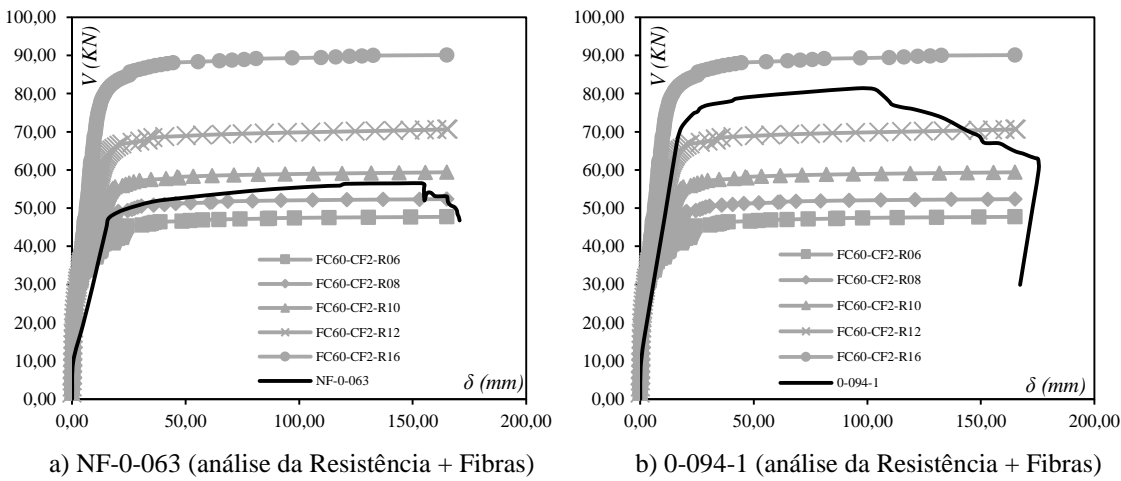 100,00
90,00
80,00
70,00
60,00
50,00
40,00
30,00
20,00
10,00
0,00
V (KN)
0,00 50,00 100,00 150,00 200,00
δ (mm)
FC60-CF2-R06
FC60-CF2-R08
FC60-CF2-R10
FC60-CF2-R12
FC60-CF2-R16
NF-0-063
a) NF-0-063 (análise da Resistência + Fibras)
100,00
90,00
80,00
70,00
60,00
50,00
40,00
30,00
20,00
10,00
0,00
V (KN)
0,00 50,00 100,00 150,00 200,00
δ (mm)
FC60-CF2-R06
FC60-CF2-R08
FC60-CF2-R10
FC60-CF2-R12
FC60-CF2-R16
0-094-1
b) 0-094-1 (análise da Resistência + Fibras)